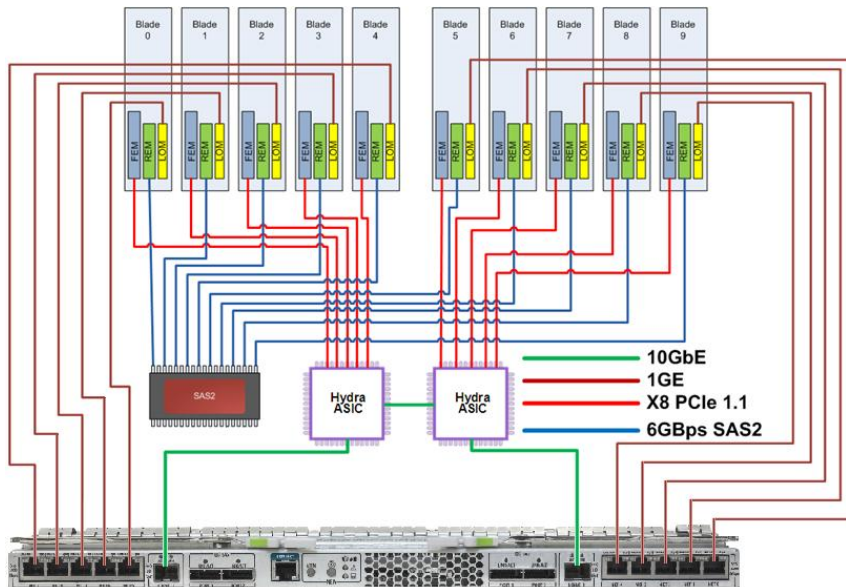 Blade
0
Blade
1
Blade
2
Blade
3
Blade
4
Blade
5
Blade
6
Blade
7
Blade
8
Blade
9
FEM
REM
LOM
FEM
REM
LOM
FEM
REM
LOM
FEM
REM
LOM
FEM
REM
LOM
FEM
REM
LOM
FEM
REM
LOM
FEM
REM
LOM
FEM
REM
LOM
FEM
REM
LOM
10GbE
1GE
X8 PCIe 1.1
6GBps SAS2
SAS2
Hydra
ASIC
Hydra
ASIC